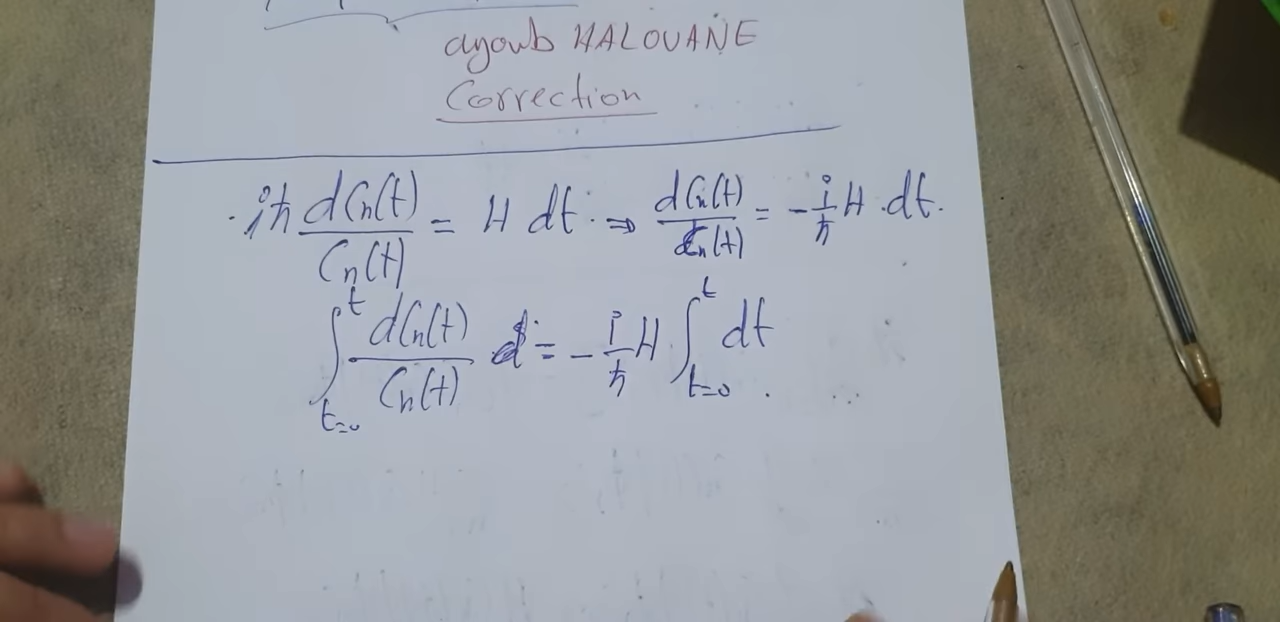 ayoub HALOUANE
Correction
iħ dCn(t)/Cn(t) = H dt. ⇒ dCn(t)/Cn(t) = -i/ħ H .dt.
∫_{t=0}^{t} dCn(t)/Cn(t) = -i/ħ H ∫_{t=0}^{t} dt